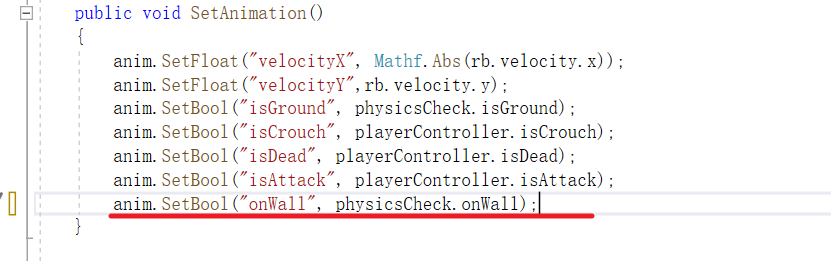 public void SetAnimation()
{
anim.SetFloat("velocityX", Mathf.Abs(rb.velocity.x));
anim.SetFloat("velocityY",rb.velocity.y);
anim.SetBool("isGround", physicsCheck.isGround);
anim.SetBool("isCrouch", playerController.isCrouch);
anim.SetBool("isDead", playerController.isDead);
anim.SetBool("isAttack", playerController.isAttack);
anim.SetBool("onWall", physicsCheck.onWall);
}